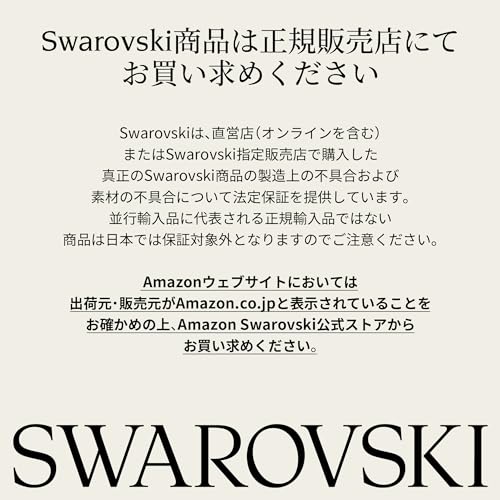 Swarovski商品は正規販売店にて
お買い求めください
Swarovskiは、直営店（オンラインを含む）
またはSwarovski指定販売店で購入した
真正のSwarovski商品の製造上の不具合および
素材の不具合について法定保証を提供しています。
並行輸入品に代表される正規輸入品ではない
商品は日本では保証対象外となりますのでご注意ください。
Amazonウェブサイトにおいては
出荷元・販売元がAmazon.co.jpと表示されていることを
お確かめの上、Amazon Swarovski公式ストアから
お買い求めください。
SWAROVSKI